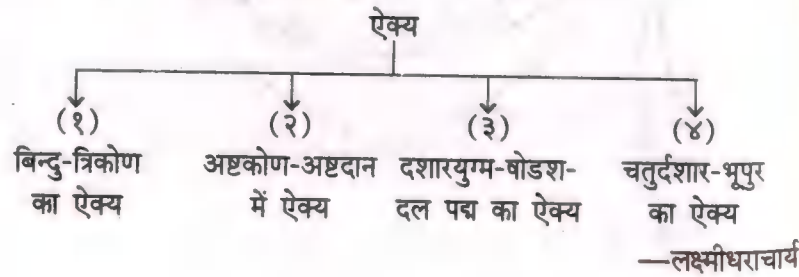 ऐक्य
(१) (२) (३) (४)
बिन्दु-त्रिकोण अष्टकोण-अष्टदान दशारयुग्म-षोडश- चतुर्दशार-भूपुर
का ऐक्य में ऐक्य दल पद्म का ऐक्य का ऐक्य
—लक्ष्मीधराचार्य